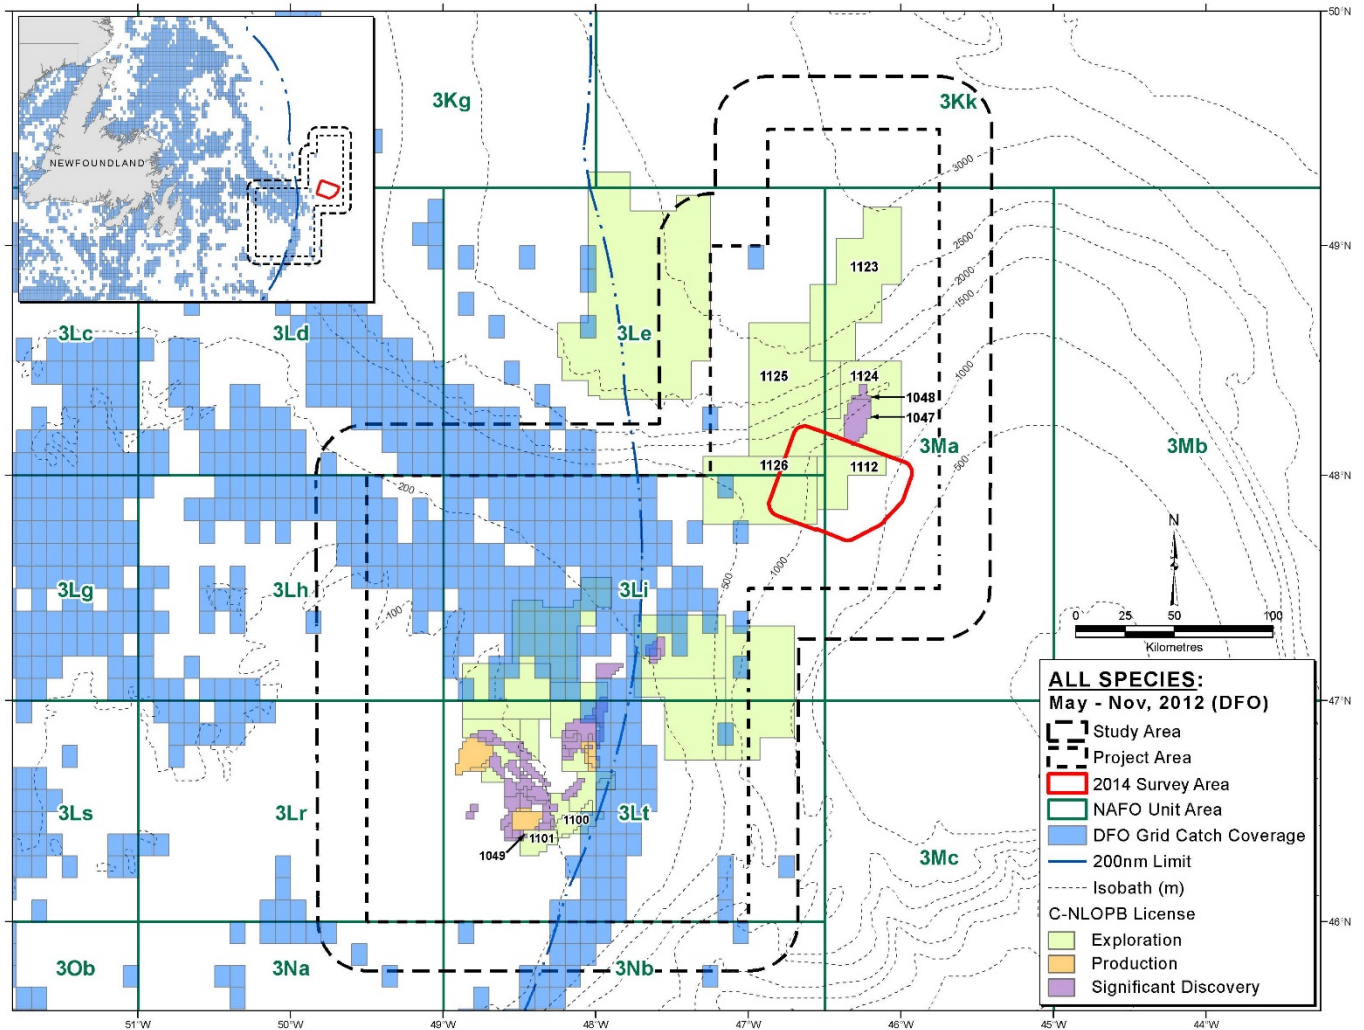 50°N
3Kg
3Kk
NEWFOUNDLAND
3000
2500
2000
1500
1123
49°N
3Lc
3Ld
3Le
1125
1124
1000
1048
1047
3Ma
3Mb
1126
1112
500
48°N
200
N
500
1000
3Lg
3Lh
3Li
100
0 25 50 100
Kilometres
47°N
3Ls
3Lr
3Lt
1100
1101
1049
3Mc
46°N
3Ob
3Na
3Nb
51°W 50°W 49°W 48°W 47°W 46°W 45°W 44°W
ALL SPECIES:
May - Nov, 2012 (DFO)
Study Area
Project Area
2014 Survey Area
NAFO Unit Area
DFO Grid Catch Coverage
200nm Limit
Isobath (m)
C-NLOPB License
Exploration
Production
Significant Discovery